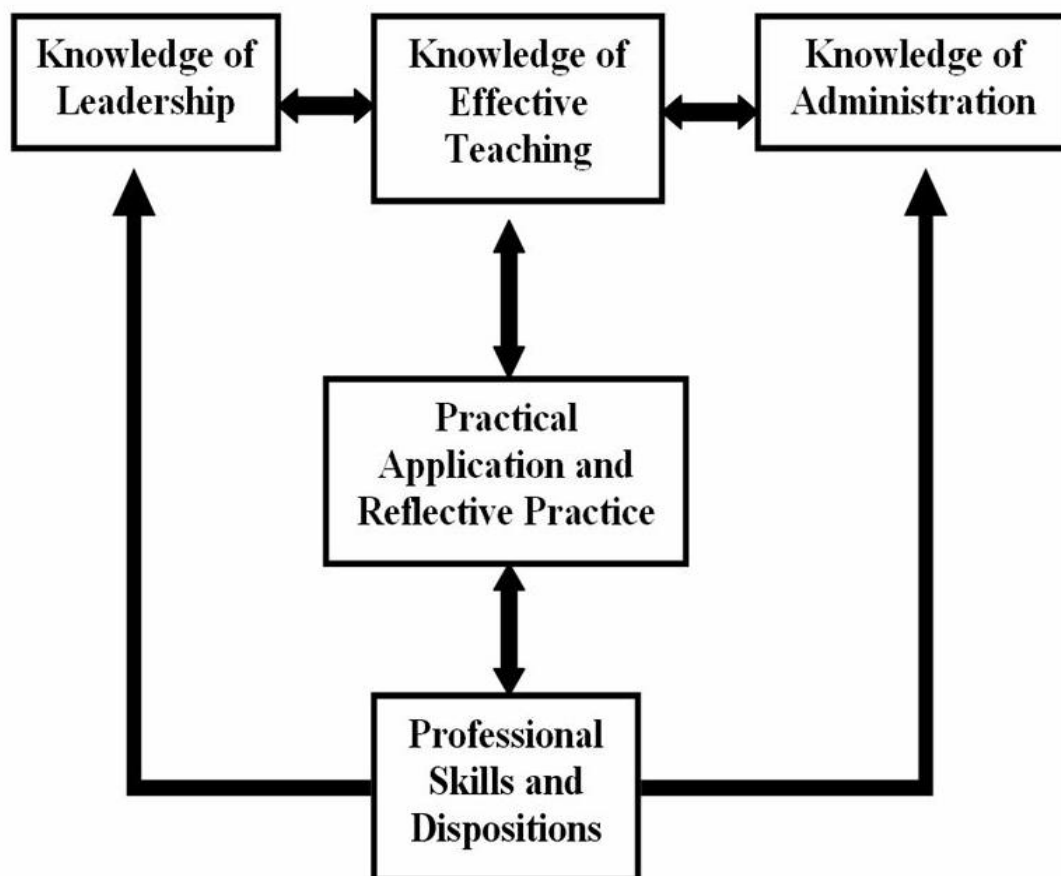 Knowledge of
Leadership
Knowledge of
Effective
Teaching
Knowledge of
Administration
Practical
Application and
Reflective Practice
Professional
Skills and
Dispositions